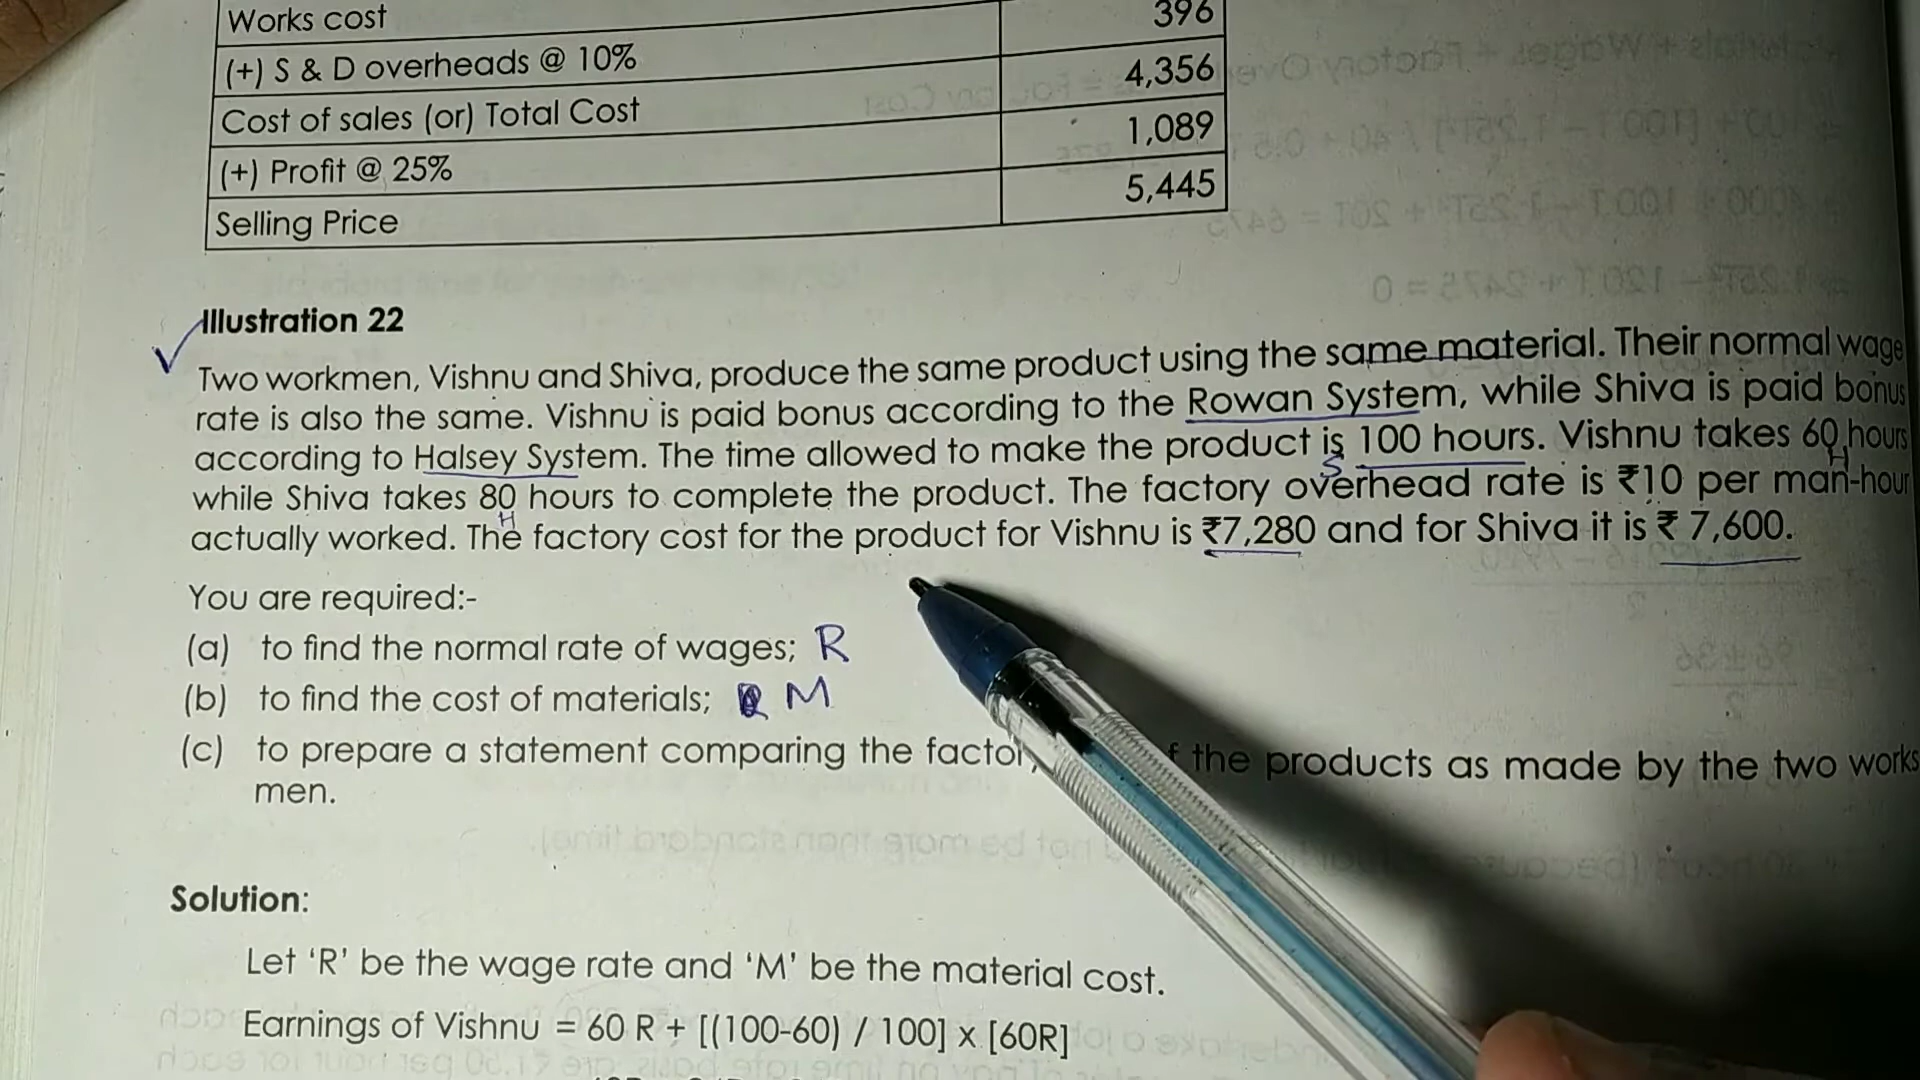 Works cost 396
(+) S & D overheads @ 10% 4,356
Cost of sales (or) Total Cost 1,089
(+) Profit @ 25% 5,445
Selling Price
Illustration 22
Two workmen, Vishnu and Shiva, produce the same product using the same material. Their normal wage
rate is also the same. Vishnu is paid bonus according to the Rowan System, while Shiva is paid bonus
according to Halsey System. The time allowed to make the product is 100 hours. Vishnu takes 60 hours
S H
while Shiva takes 80 hours to complete the product. The factory overhead rate is ₹10 per man-hour
H
actually worked. The factory cost for the product for Vishnu is ₹7,280 and for Shiva it is ₹ 7,600.
You are required:-
(a) to find the normal rate of wages; R
(b) to find the cost of materials; M
(c) to prepare a statement comparing the the products as made by the two works
men.
Solution:
Let ‘R’ be the wage rate and ‘M’ be the material cost.
Earnings of Vishnu = 60 R + [(100-60) / 100] x [60R]